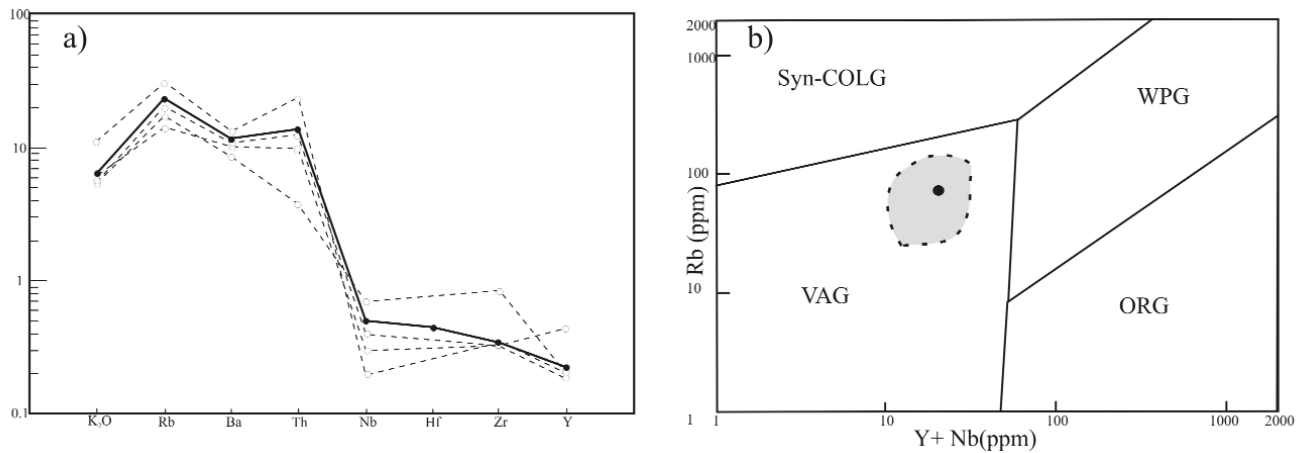 a)
100
10
1
0.1
K₂O Rb Ba Th Nb Hf Zr Y
b)
2000
1000
100
10
1
Rb (ppm)
Syn-COLG
WPG
VAG
ORG
1 10 100 1000 2000
Y+ Nb(ppm)